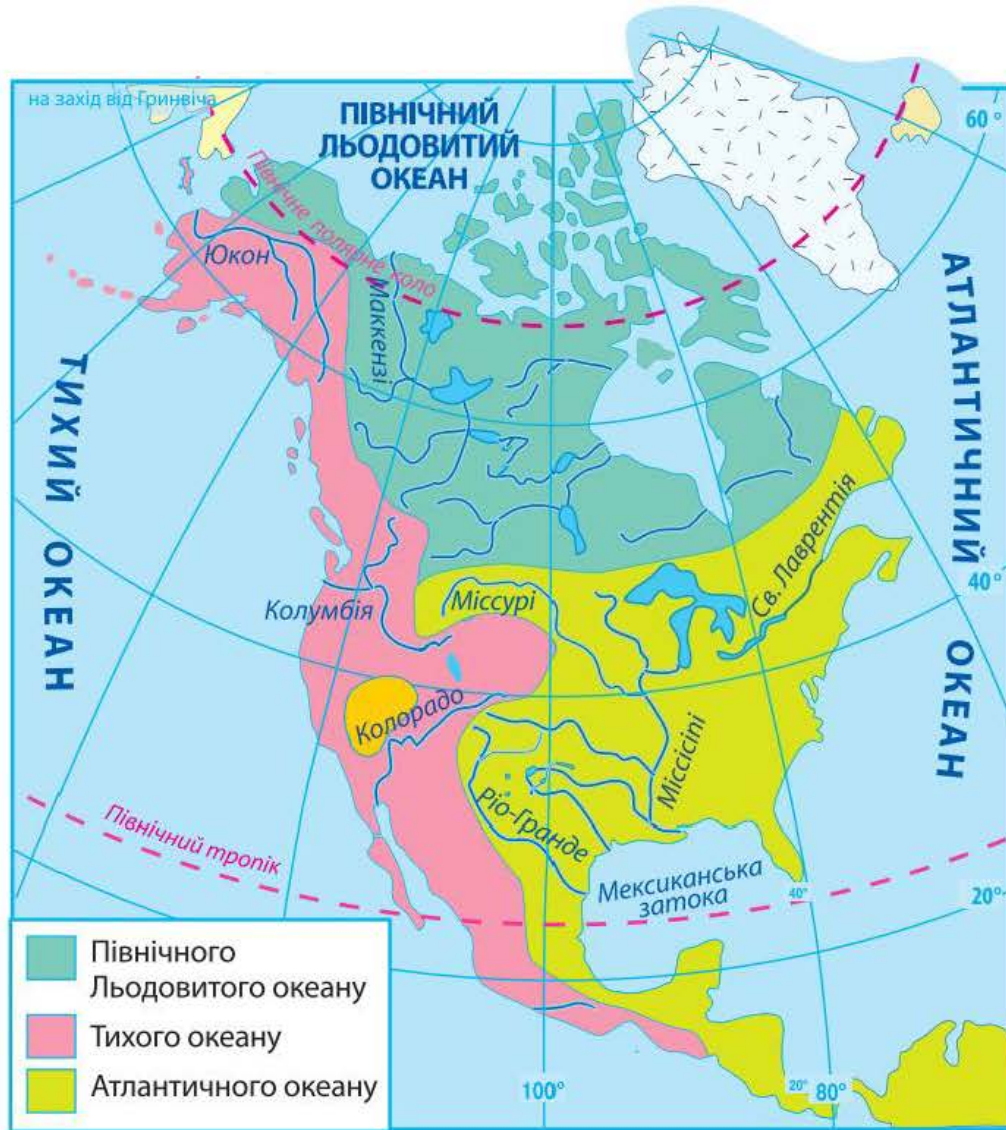 на захід від Гринвіча
ПІВНІЧНИЙ
ЛЬОДОВИТИЙ
ОКЕАН
60°
Північне полярне коло
Юкон
Маккензі
ТИХИЙ ОКЕАН
АТЛАНТИЧНИЙ ОКЕАН
Св. Лаврентія
40°
Колумбія
Міссурі
Колорадо
Міссісіпі
Ріо-Гранде
Північний тропік
Мексиканська
затока
40°
20°
Північного
Льодовитого океану
Тихого океану
Атлантичного океану
100°
20°
80°